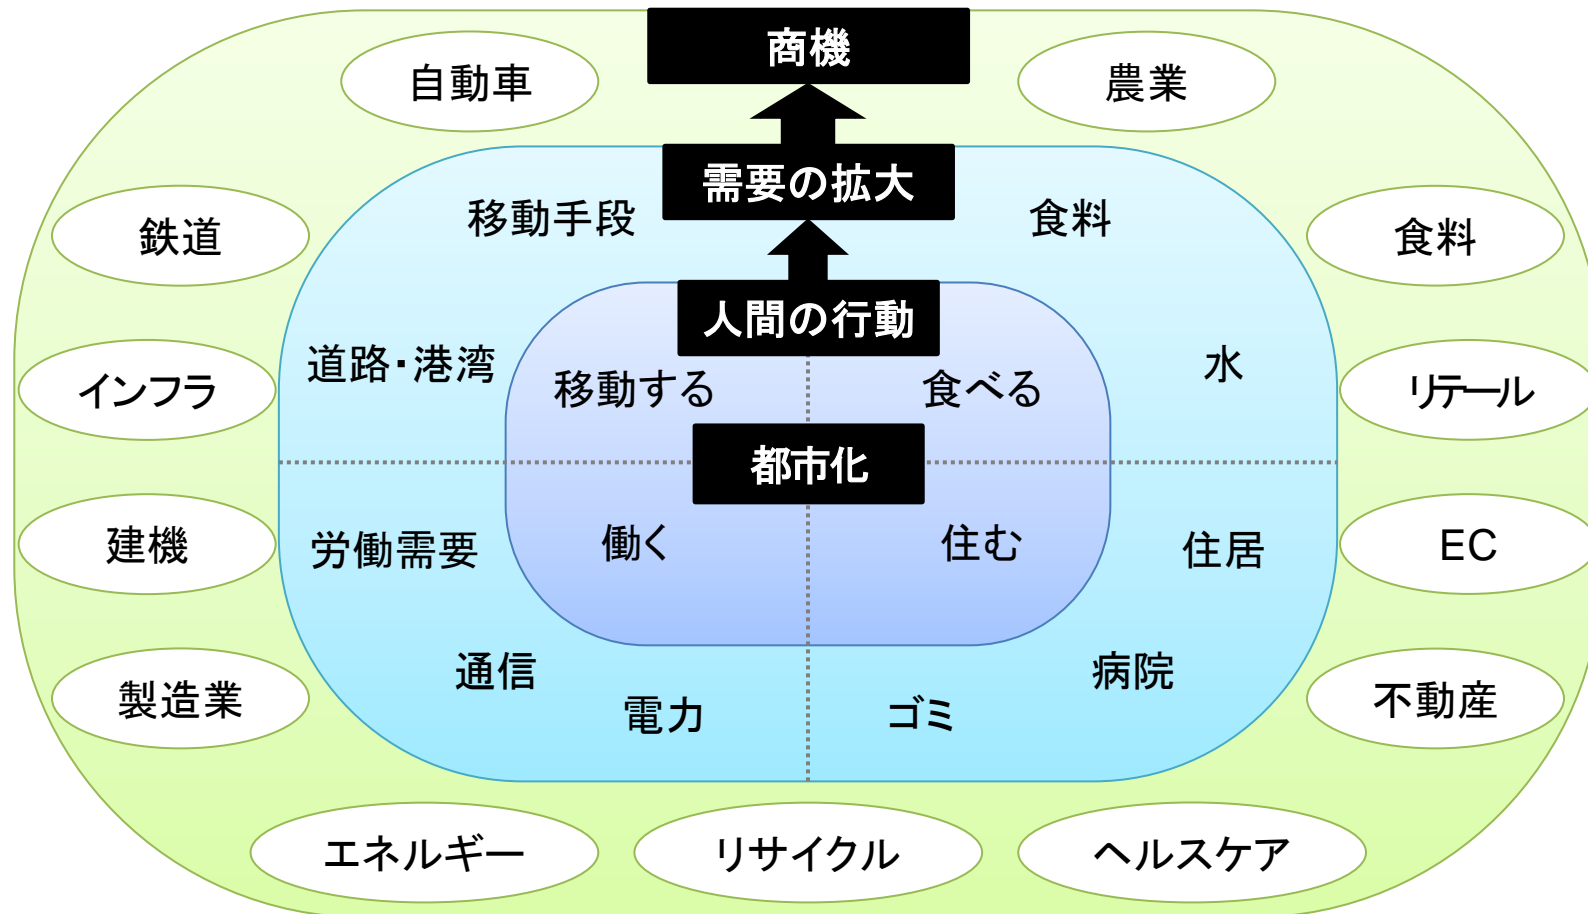 商機
自動車
農業
需要の拡大
移動手段
食料
鉄道
食料
人間の行動
道路・港湾
水
インフラ
移動する
食べる
リテール
都市化
建機
労働需要
働く
住む
住居
EC
通信
病院
製造業
電力
ゴミ
不動産
エネルギー
リサイクル
ヘルスケア